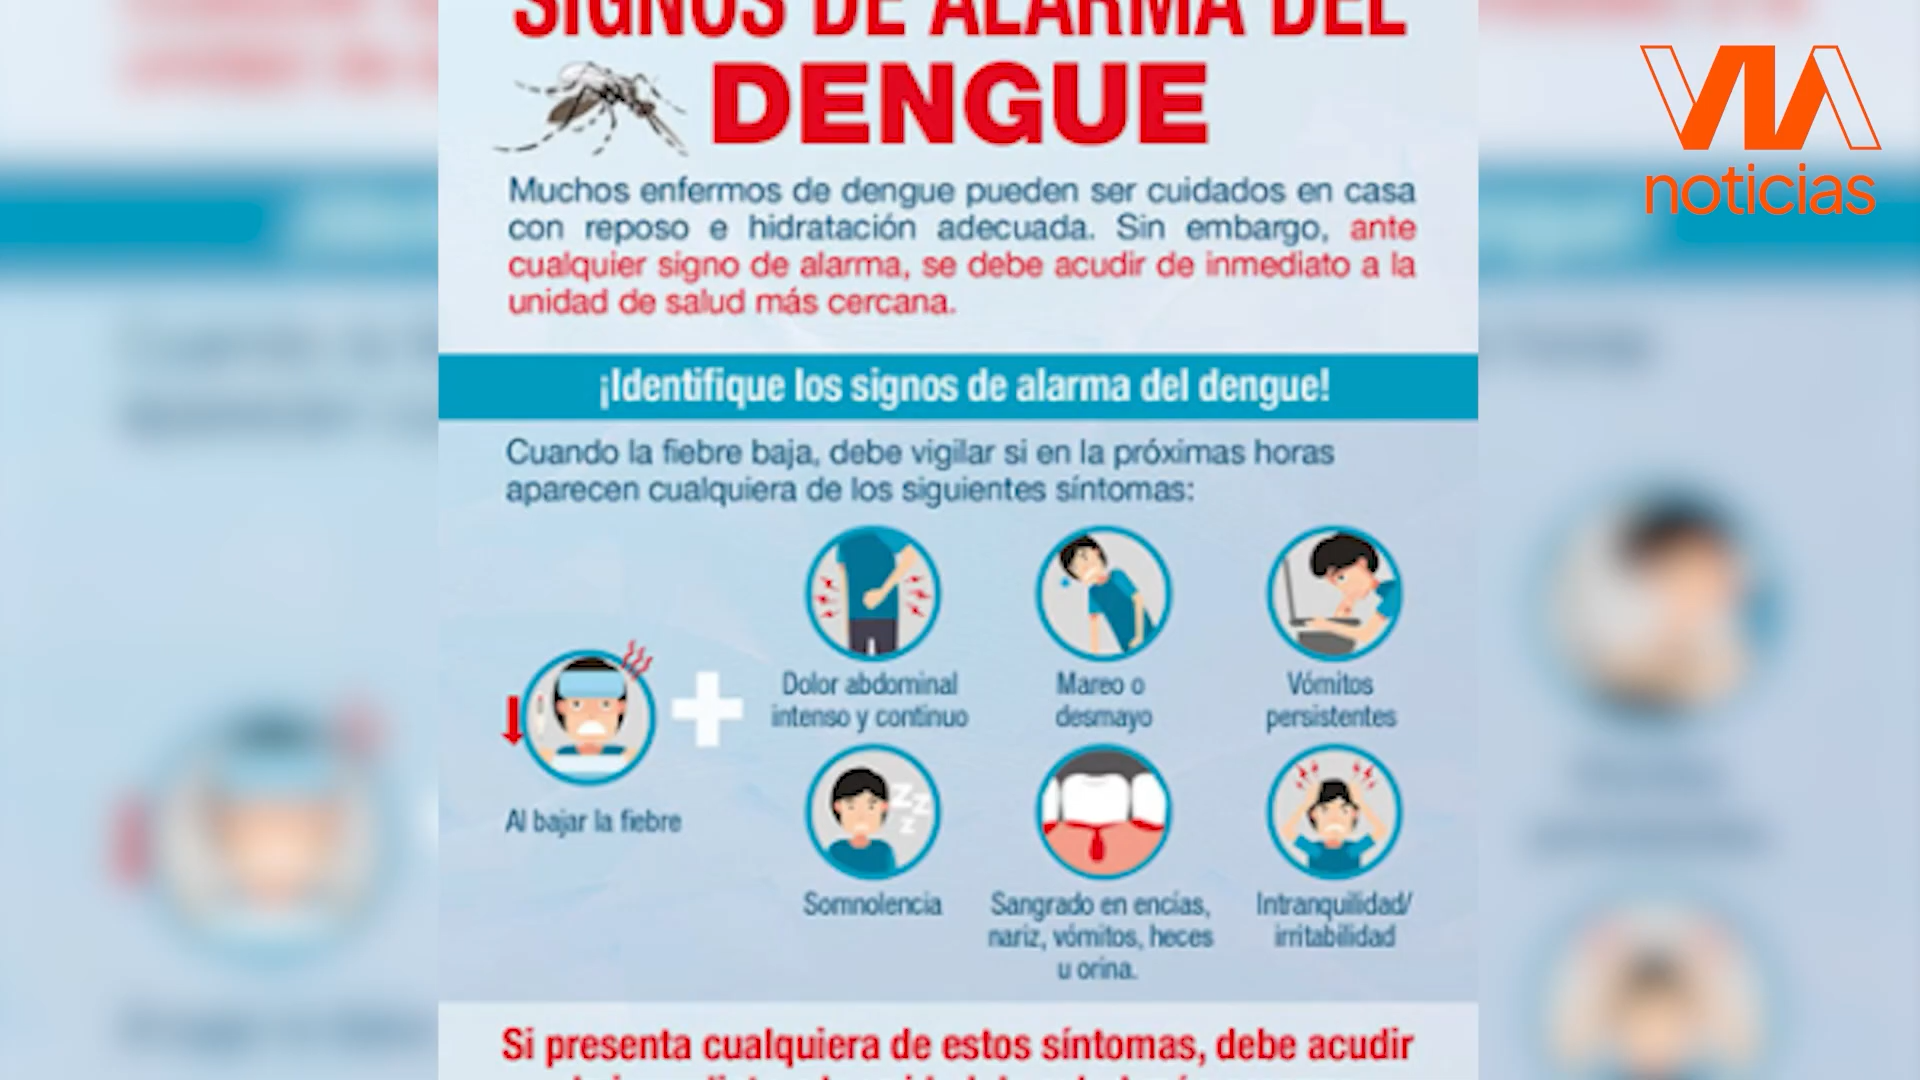 SIGNOS DE ALARMA DEL
DENGUE
VIA
noticias
Muchos enfermos de dengue pueden ser cuidados en casa
con reposo e hidratación adecuada. Sin embargo, ante
cualquier signo de alarma, se debe acudir de inmediato a la
unidad de salud más cercana.
¡Identifique los signos de alarma del dengue!
Cuando la fiebre baja, debe vigilar si en la próximas horas
aparecen cualquiera de los siguientes síntomas:
Al bajar la fiebre
Dolor abdominal
intenso y continuo
Mareo o
desmayo
Vómitos
persistentes
Somnolencia
Sangrado en encías,
nariz, vómitos, heces
u orina.
Intranquilidad/
irritabilidad
Si presenta cualquiera de estos síntomas, debe acudir